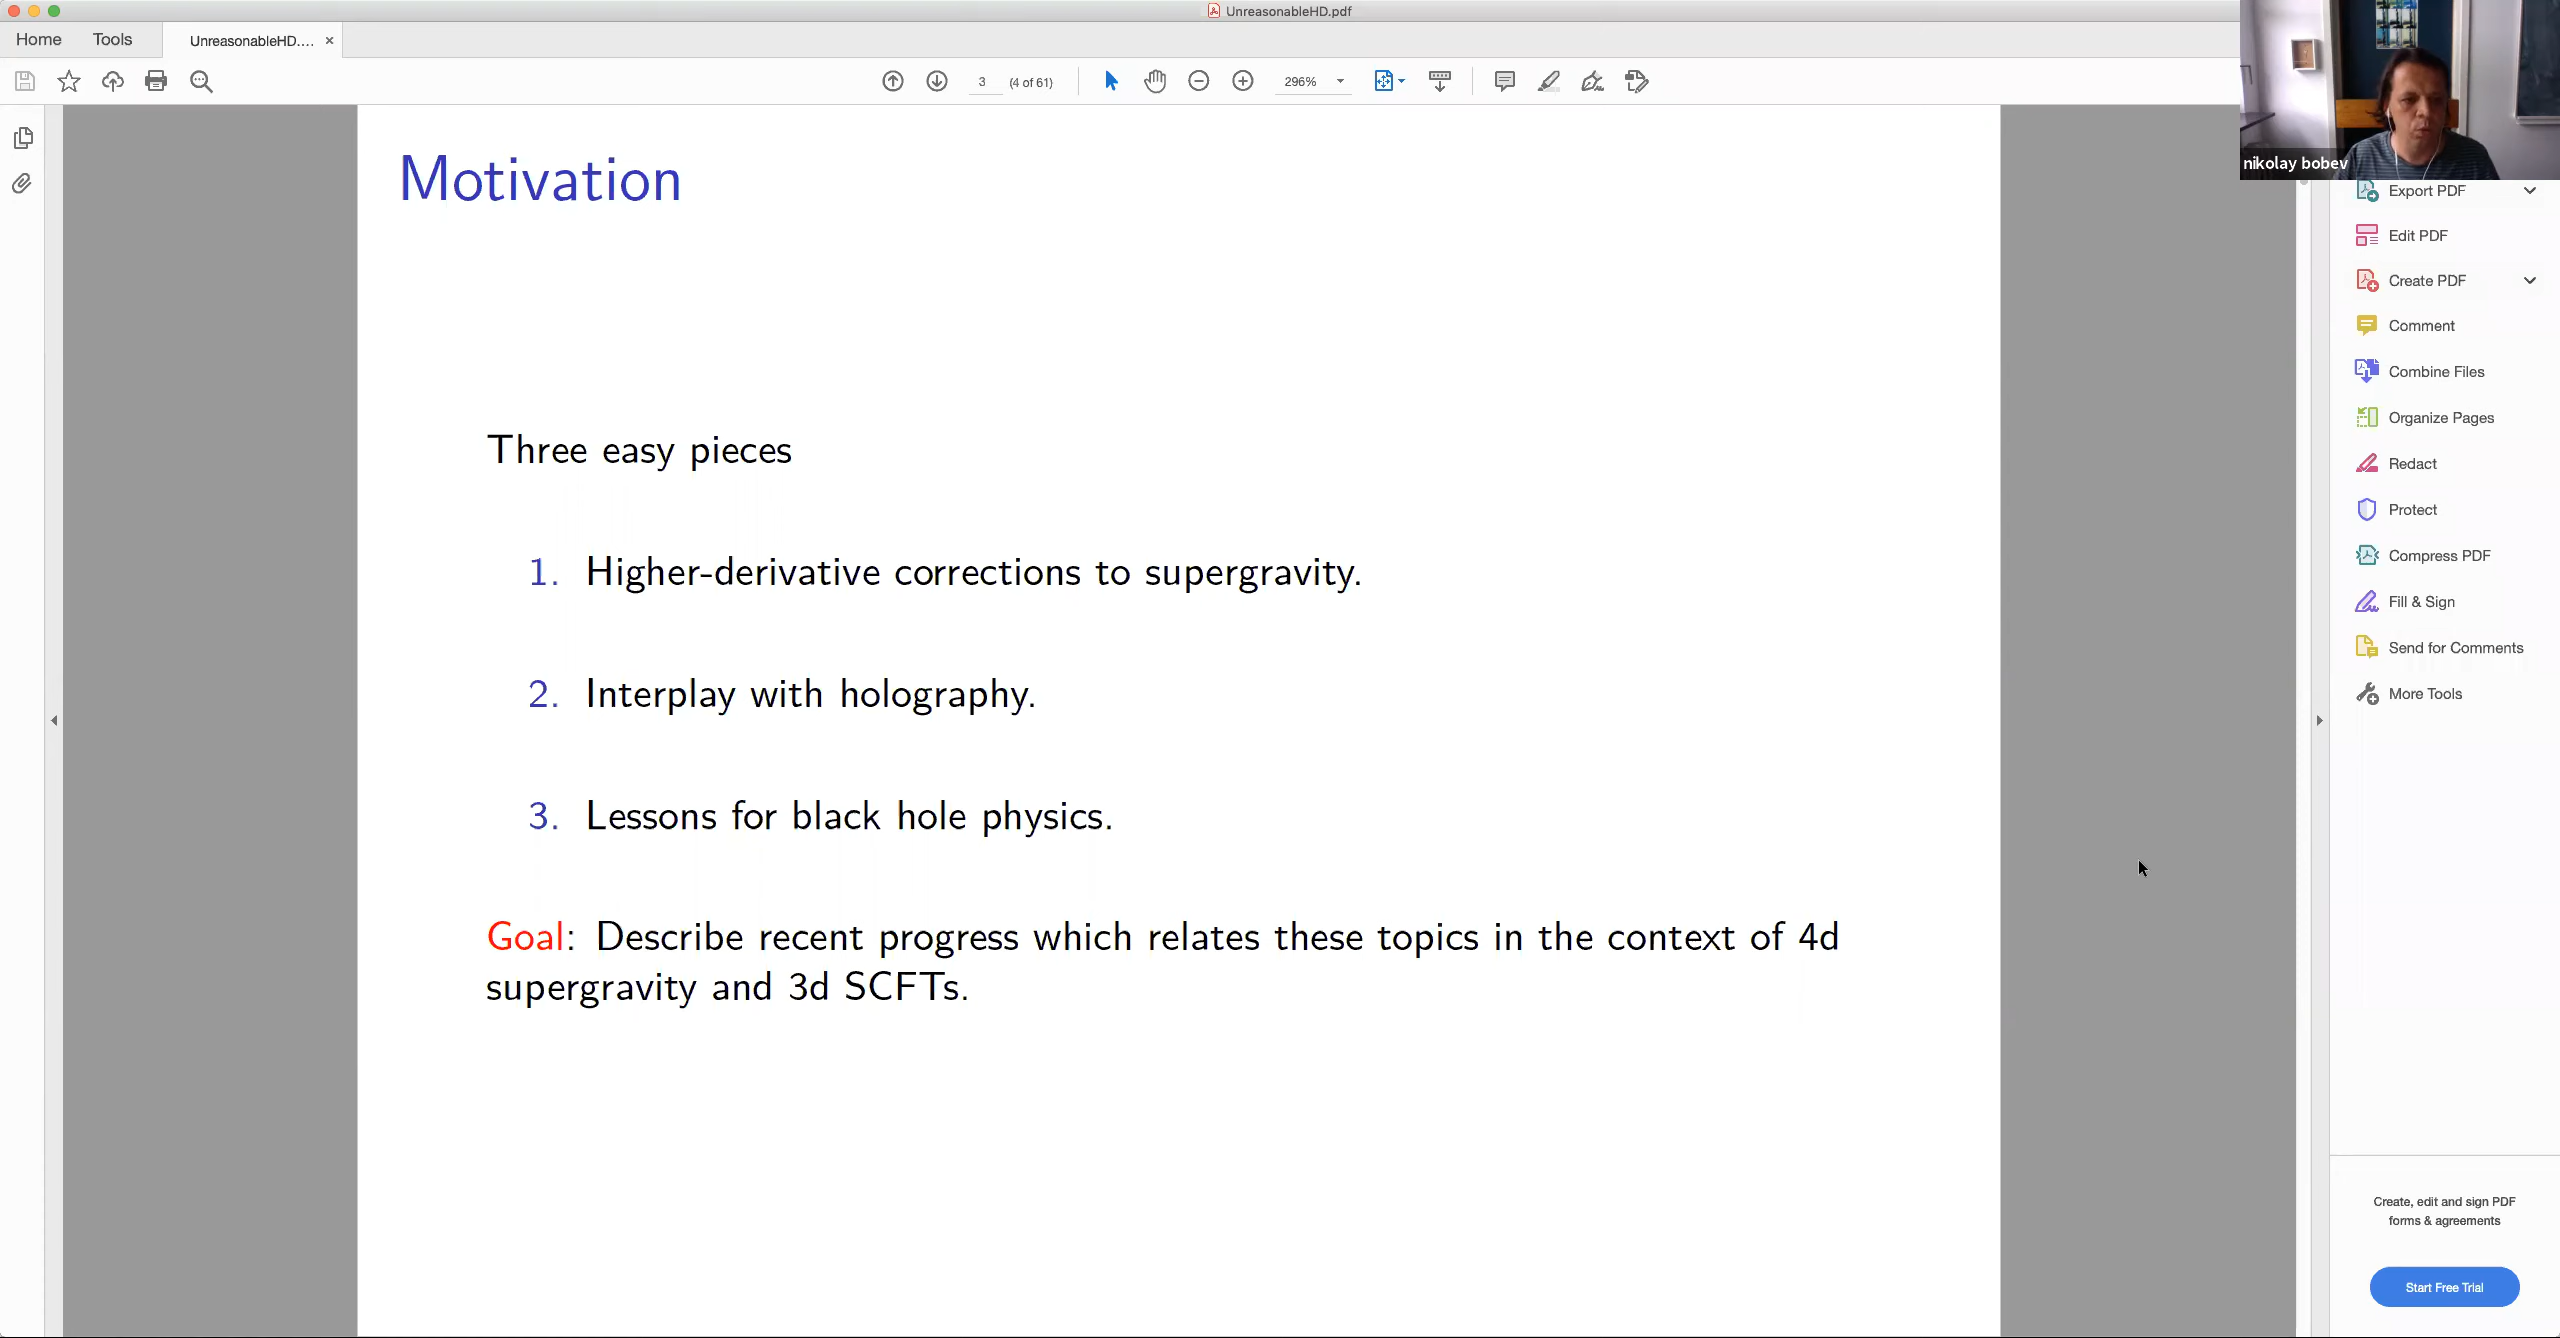 UnreasonableHD.pdf
Home Tools UnreasonableHD.... ×
3 (4 of 61) 296%
nikolay bobev
Motivation
Three easy pieces
1. Higher-derivative corrections to supergravity.
2. Interplay with holography.
3. Lessons for black hole physics.
Goal: Describe recent progress which relates these topics in the context of 4d
supergravity and 3d SCFTs.
Export PDF
Edit PDF
Create PDF
Comment
Combine Files
Organize Pages
Redact
Protect
Compress PDF
Fill & Sign
Send for Comments
More Tools
Create, edit and sign PDF
forms & agreements
Start Free Trial